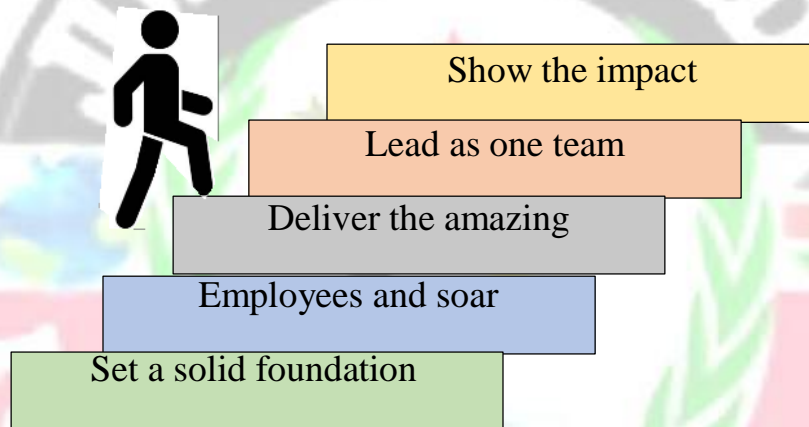 Show the impact
Lead as one team
Deliver the amazing
Employees and soar
Set a solid foundation